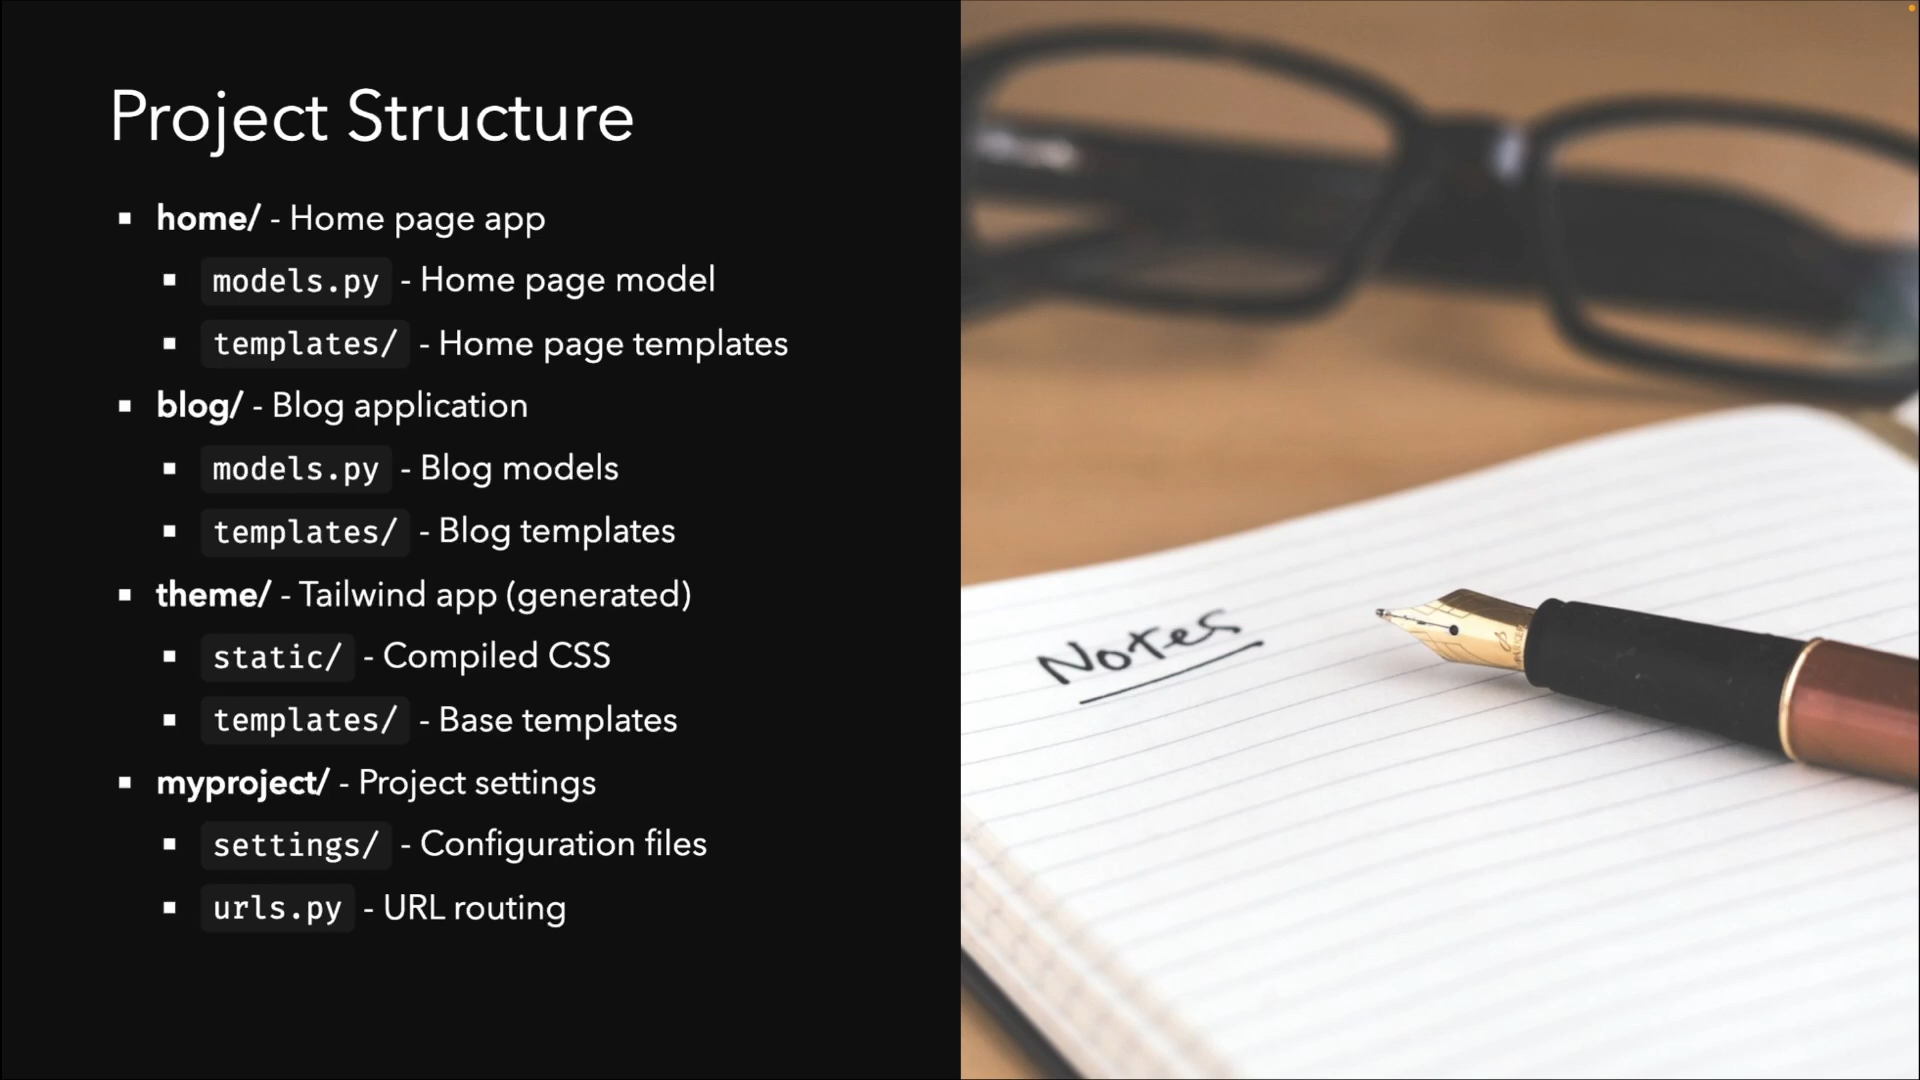 Project Structure
home/ - Home page app
models.py - Home page model
templates/ - Home page templates
blog/ - Blog application
models.py - Blog models
templates/ - Blog templates
theme/ - Tailwind app (generated)
static/ - Compiled CSS
templates/ - Base templates
myproject/ - Project settings
settings/ - Configuration files
urls.py - URL routing
Notes